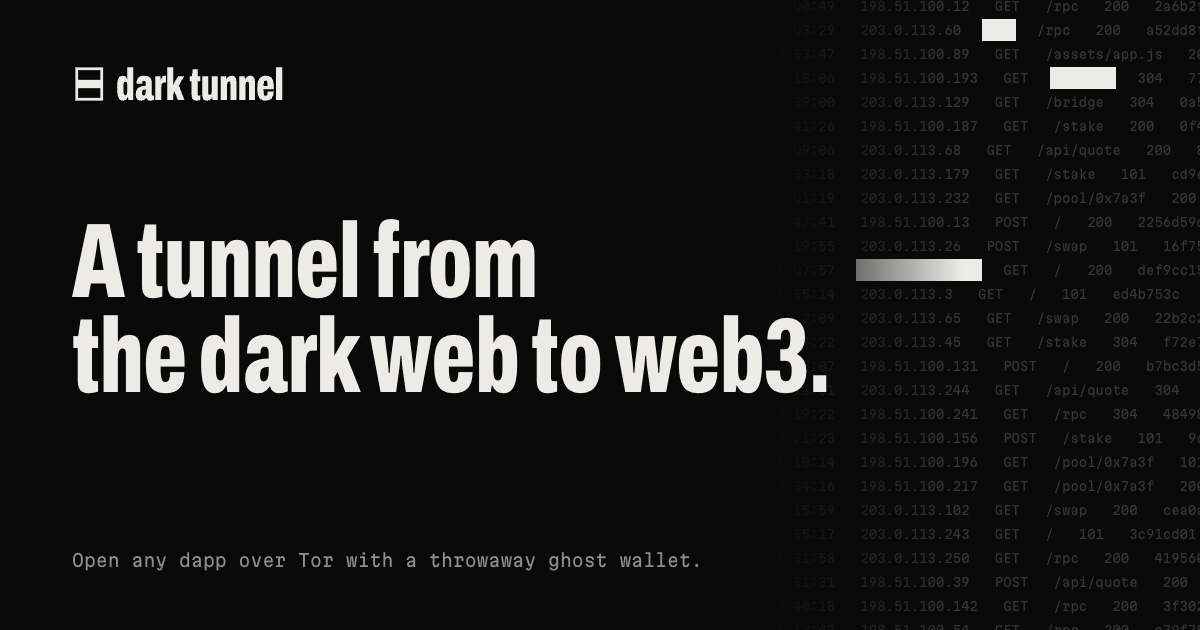 dark tunnel
A tunnel from
the dark web to web3.
Open any dapp over Tor with a throwaway ghost wallet.
198.51.100.12 GET /rpc 200
203.0.113.60 /rpc 200
198.51.100.89 GET /assets/app.js
198.51.100.193 GET 304
203.0.113.129 GET /bridge 304
198.51.100.187 GET /stake 200
203.0.113.68 GET /api/quote 200
203.0.113.179 GET /stake 101
203.0.113.232 GET /pool/0x7a3f 200
198.51.100.13 POST / 200
203.0.113.26 POST /swap 101
GET / 200
203.0.113.3 GET / 101 ed4b753c
203.0.113.65 GET /swap 200
203.0.113.45 GET /stake 304
198.51.100.131 POST / 200
203.0.113.244 GET /api/quote 304
198.51.100.241 GET /rpc 304
198.51.100.156 POST /stake 101
198.51.100.196 GET /pool/0x7a3f
198.51.100.217 GET /pool/0x7a3f
203.0.113.102 GET /swap 200
203.0.113.243 GET / 101 3c91cd01
203.0.113.250 GET /rpc 200
198.51.100.39 POST /api/quote 200
198.51.100.142 GET /rpc 200